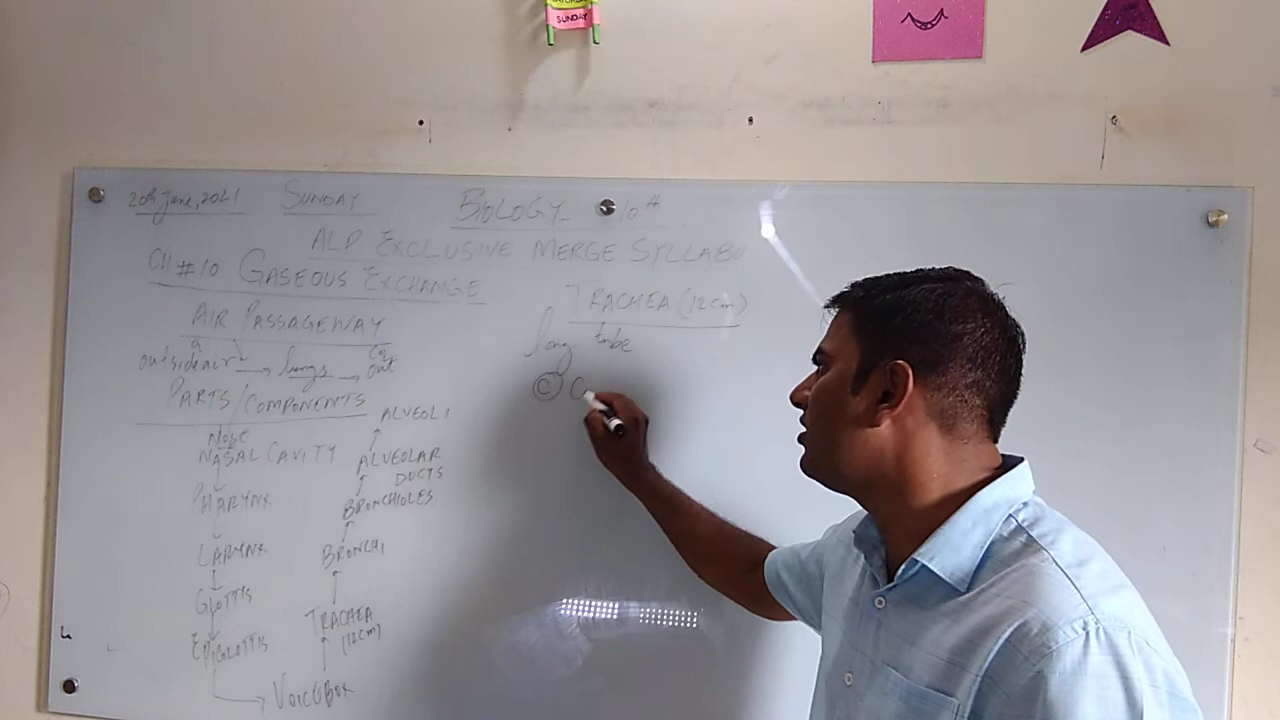 SUNDAY
20th June, 2021 SUNDAY BIOLOGY- 10th
ALP EXCLUSIVE MERGE SYLLABU
CH #10 GASEOUS EXCHANGE
AIR PASSAGEWAY
outside air → lungs → out
PARTS/COMPONENTS
Nose
NASAL CAVITY
PHARYNX
LARYNX
GLOTTIS
EPIGLOTTIS
VOICEBOX
TRACHEA
(12cm)
BRONCHI
BRONCHIOLES
ALVEOLAR
DUCTS
ALVEOLI
TRACHEA (12cm)
long tube
© C